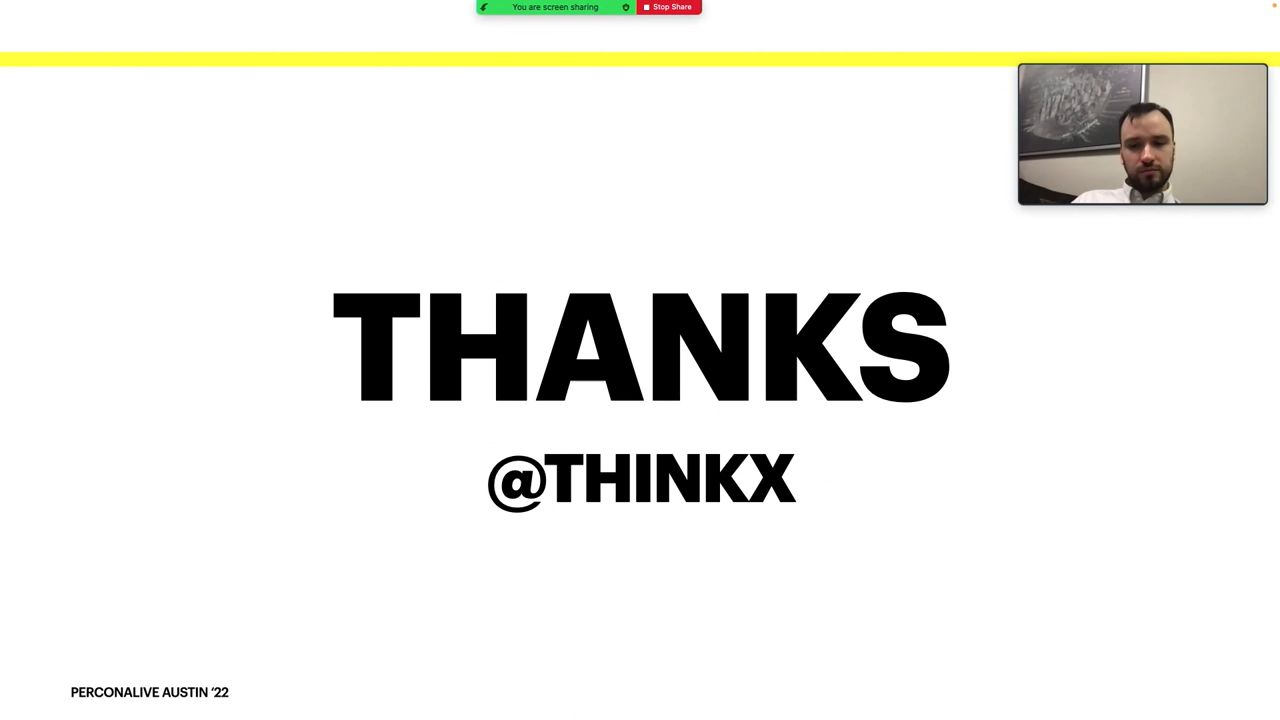 You are screen sharing
Stop Share
THANKS
@THINKX
PERCONALIVE AUSTIN ‘22